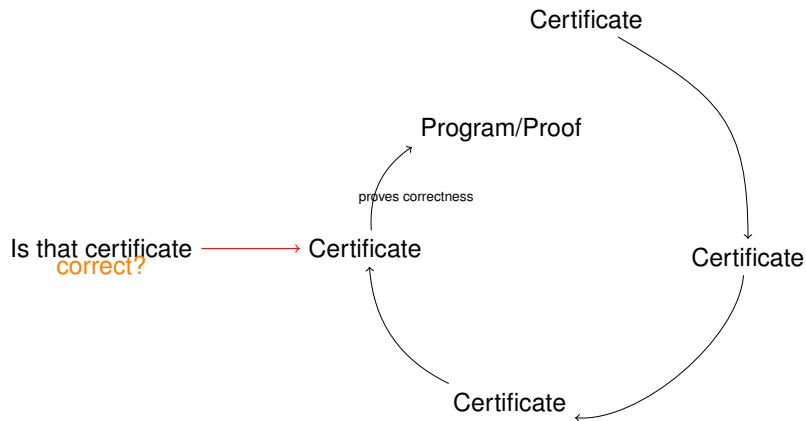 Certificate
Program/Proof
proves correctness
Is that certificate
correct?
Certificate
Certificate
Certificate